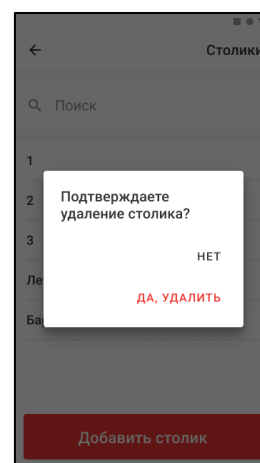 Столики
Поиск
1
2
3
Подтверждаете
удаление столика?
НЕТ
ДА, УДАЛИТЬ
Добавить столик